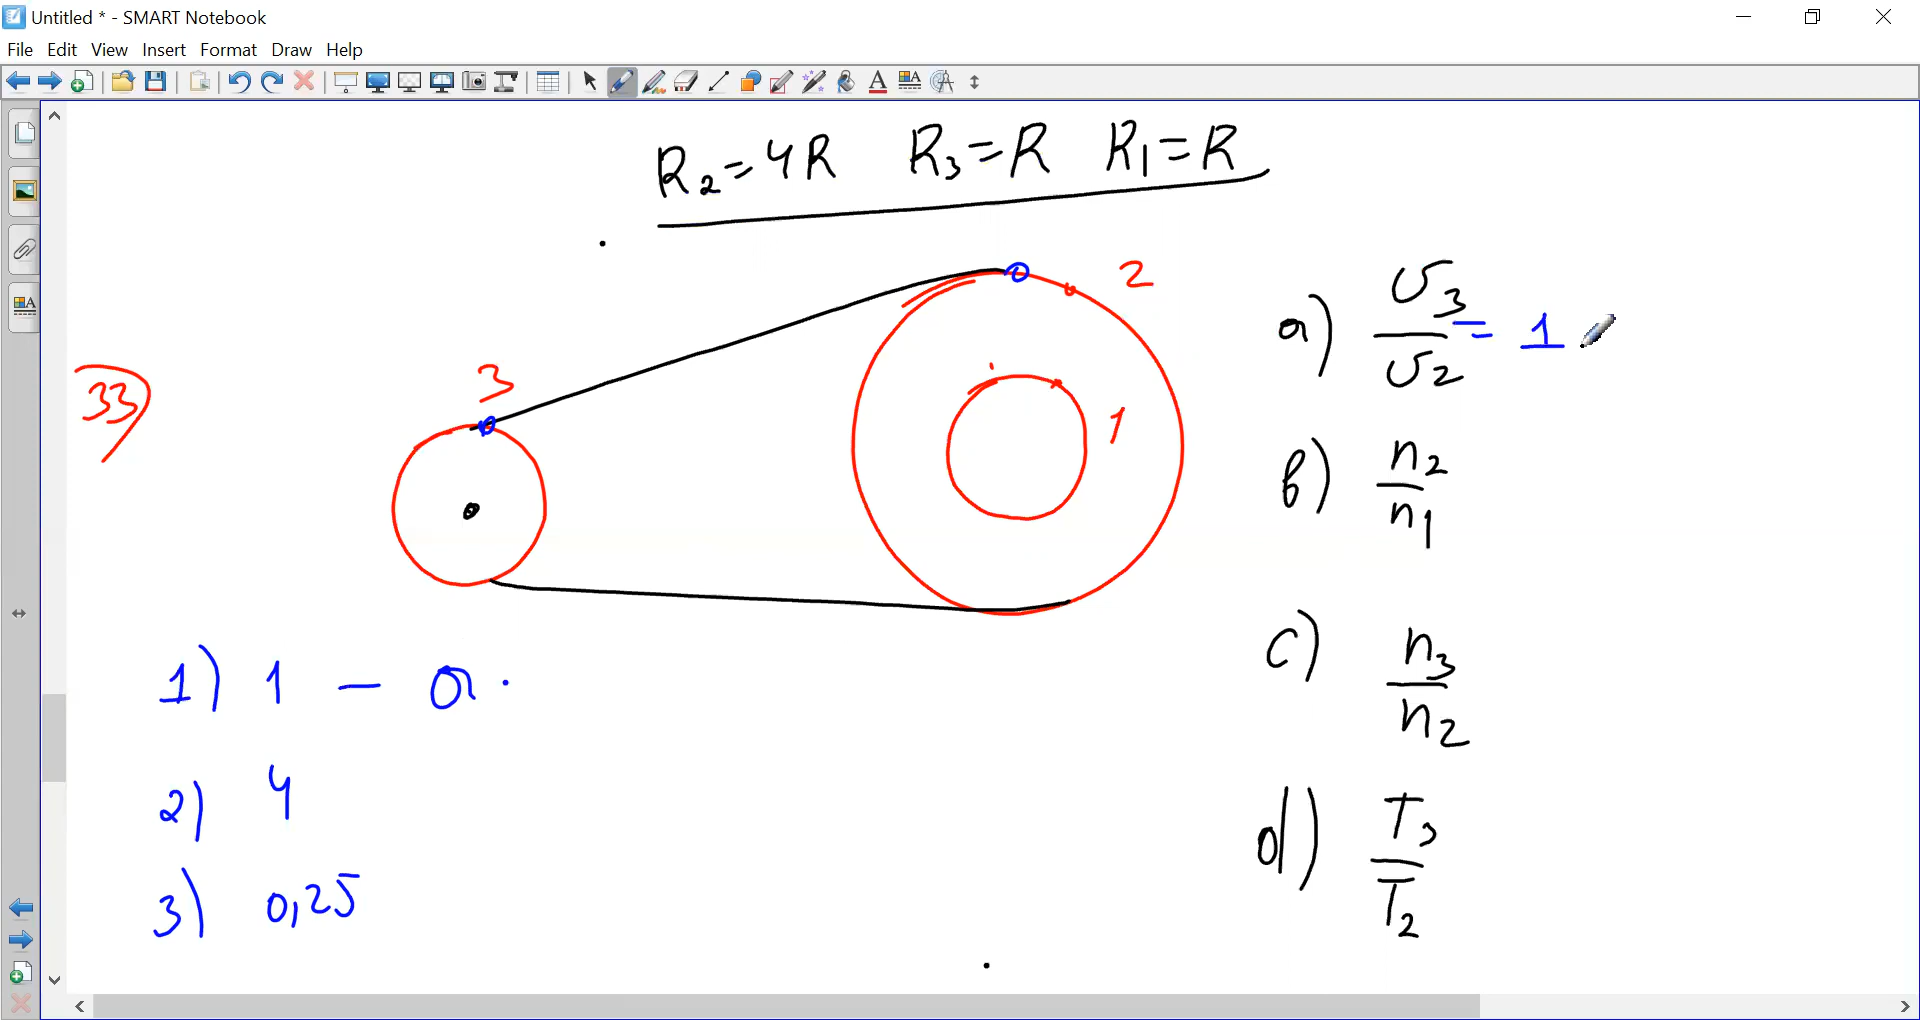 Untitled * - SMART Notebook
File Edit View Insert Format Draw Help
R₂=4R R₃=R R₁=R
33
3
2
1
a) υ₃/υ₂ = 1
b) n₂/n₁
c) n₃/n₂
d) T₃/T₂
1) 1 – a
2) 4
3) 0,25